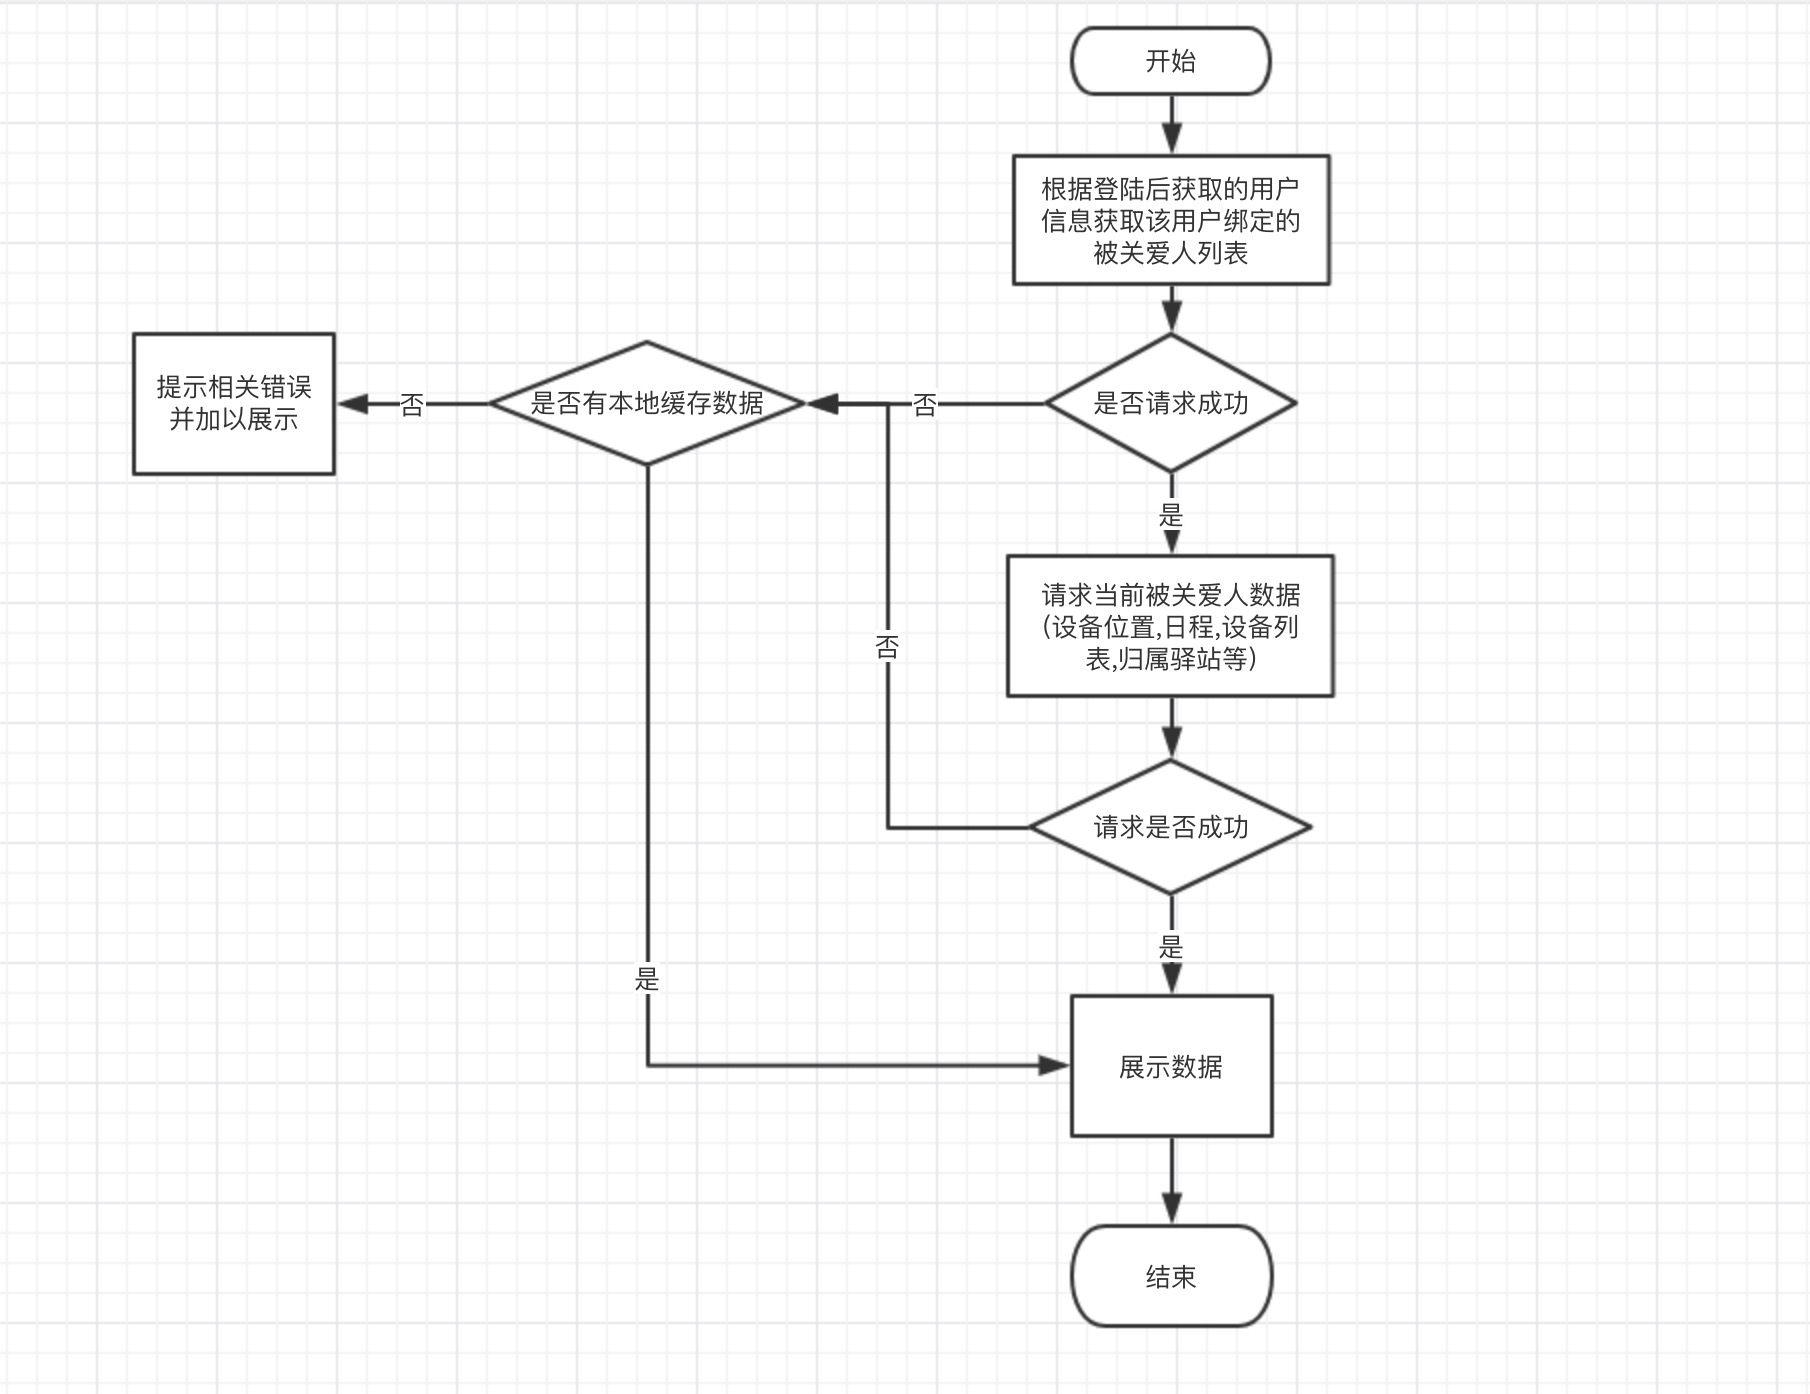 开始
根据登陆后获取的用户
信息获取该用户绑定的
被关爱人列表
是否请求成功
否
是否有本地缓存数据
否
提示相关错误
并加以展示
是
请求当前被关爱人数据
(设备位置,日程,设备列
表,归属驿站等)
否
请求是否成功
是
是
展示数据
结束